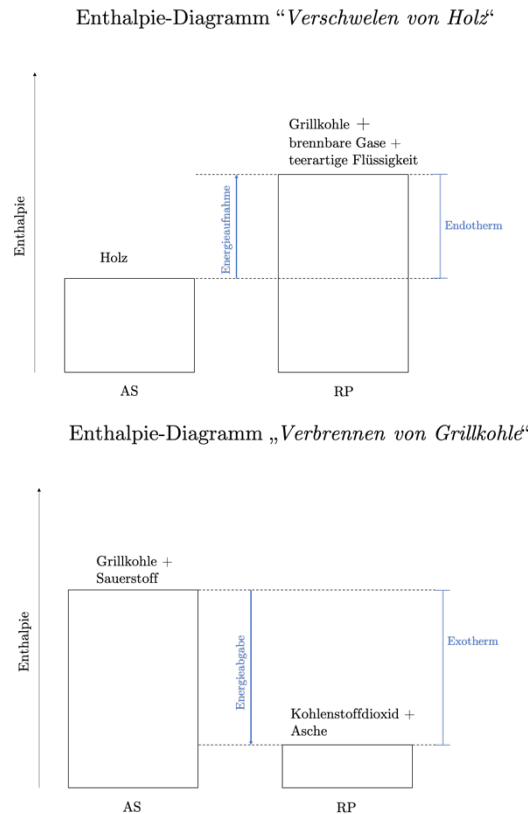 Enthalpie-Diagramm “Verschwelen von Holz“
Grillkohle +
brennbare Gase +
teerartige Flüssigkeit
Enthalpie
Energieaufnahme
Endotherm
Holz
AS
RP
Enthalpie-Diagramm „Verbrennen von Grillkohle“
Grillkohle +
Sauerstoff
Enthalpie
Energieabgabe
Exotherm
Kohlenstoffdioxid +
Asche
AS
RP